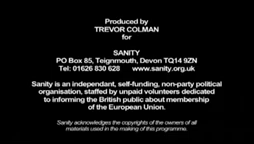 Produced by
TREVOR COLMAN
for
SANITY
PO Box 85, Teignmouth, Devon TQ14 9ZN
Tel: 01626 830 628 www.sanity.org.uk
Sanity is an independant, self-funding, non-party political
organisation, staffed by unpaid volunteers dedicated
to informing the British public about membership
of the European Union.
Sanity acknowledges the copyrights of the owners of all
materials used in the making of this programme.